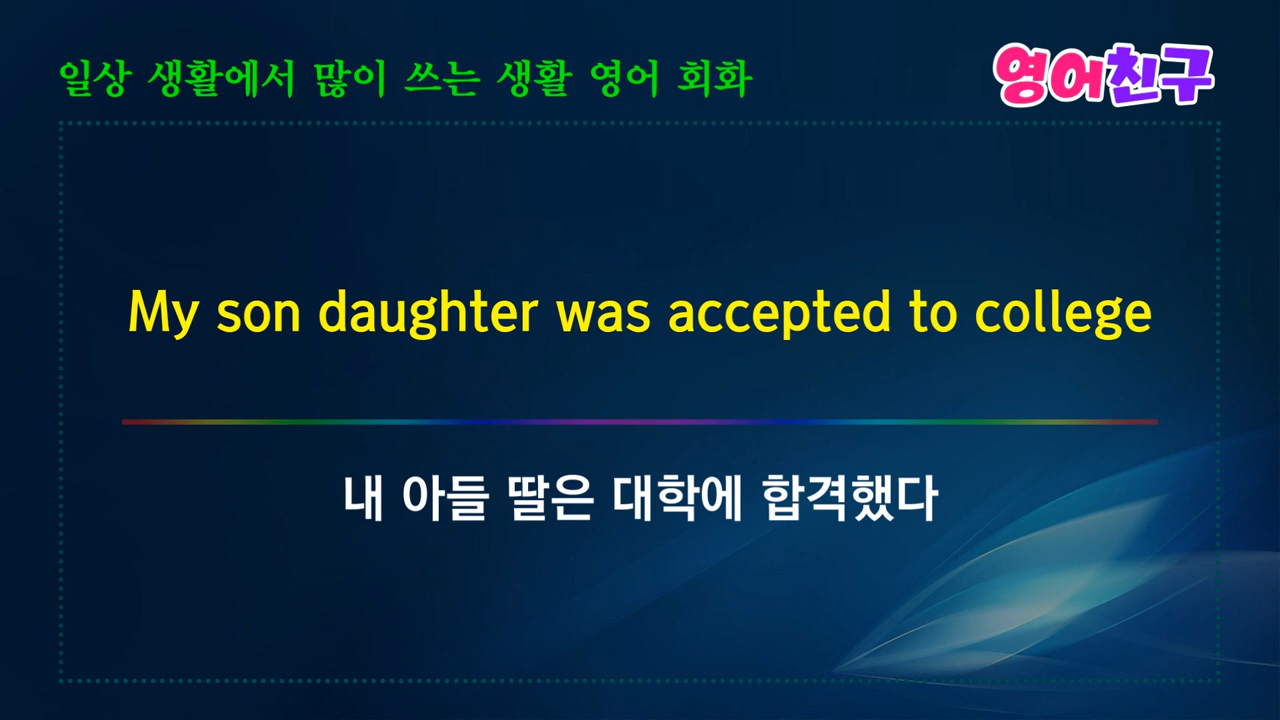 일상 생활에서 많이 쓰는 생활 영어 회화
영어친구
My son daughter was accepted to college
내 아들 딸은 대학에 합격했다